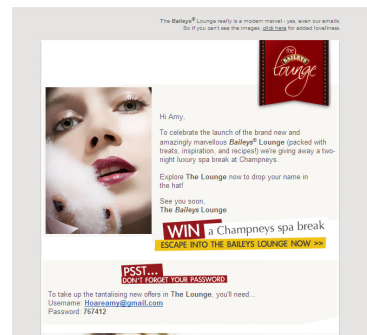 The Baileys® Lounge really is a modern marvel - yes, even our emails.
So if you can't see the images, click here for added loveliness.
the
BAILEYS
lounge
Hi Amy,
To celebrate the launch of the brand new and
amazingly marvellous Baileys® Lounge (packed with
treats, inspiration, and recipes!) we're giving away a two-
night luxury spa break at Champneys.
Explore The Lounge now to drop your name in
the hat!
See you soon,
The Baileys Lounge
WIN a Champneys spa break
ESCAPE INTO THE BAILEYS LOUNGE NOW >>
PSST...
DON'T FORGET YOUR PASSWORD
To take up the tantalising new offers in The Lounge, you'll need...
Username: Hoareamy@gmail.com
Password: 767412